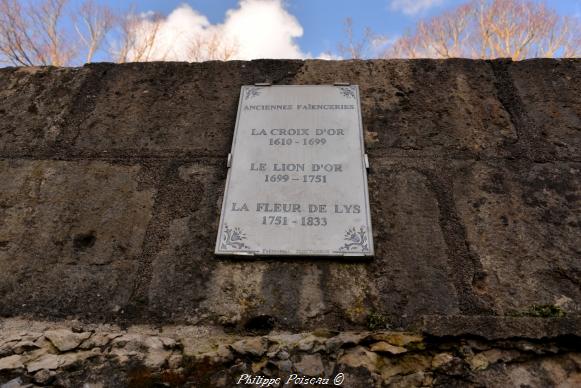 ANCIENNES FAÏENCERIES
LA CROIX D'OR
1610 - 1699
LE LION D'OR
1699 - 1751
LA FLEUR DE LYS
1751 - 1833
© Philippe Poiseau ©